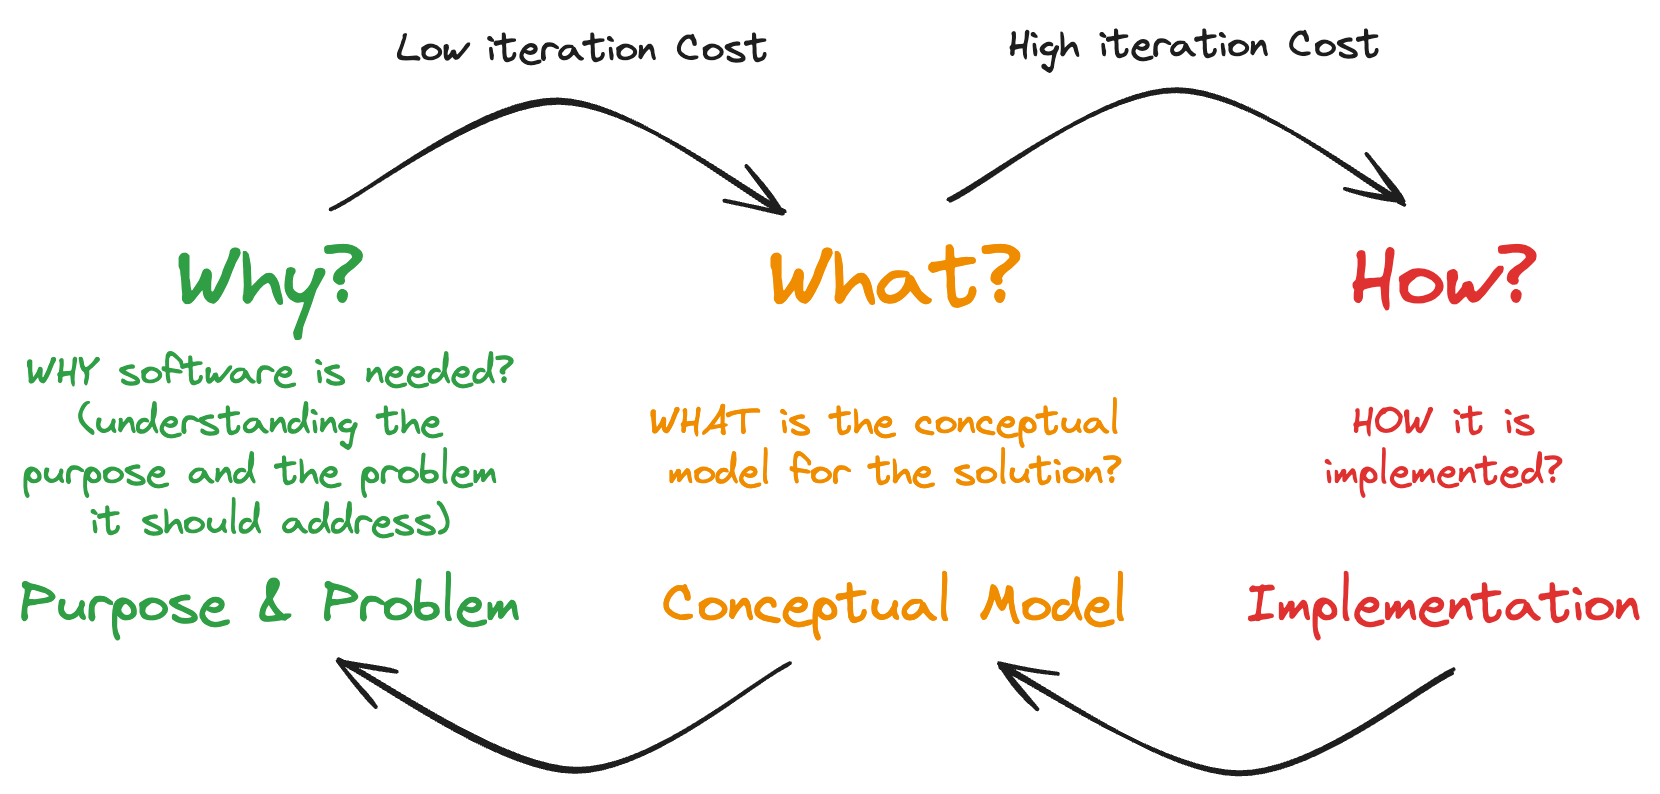 Low iteration Cost
High iteration Cost
Why?
What?
How?
WHY software is needed?
(understanding the
purpose and the problem
it should address)
WHAT is the conceptual
model for the solution?
HOW it is
implemented?
Purpose & Problem
Conceptual Model
Implementation